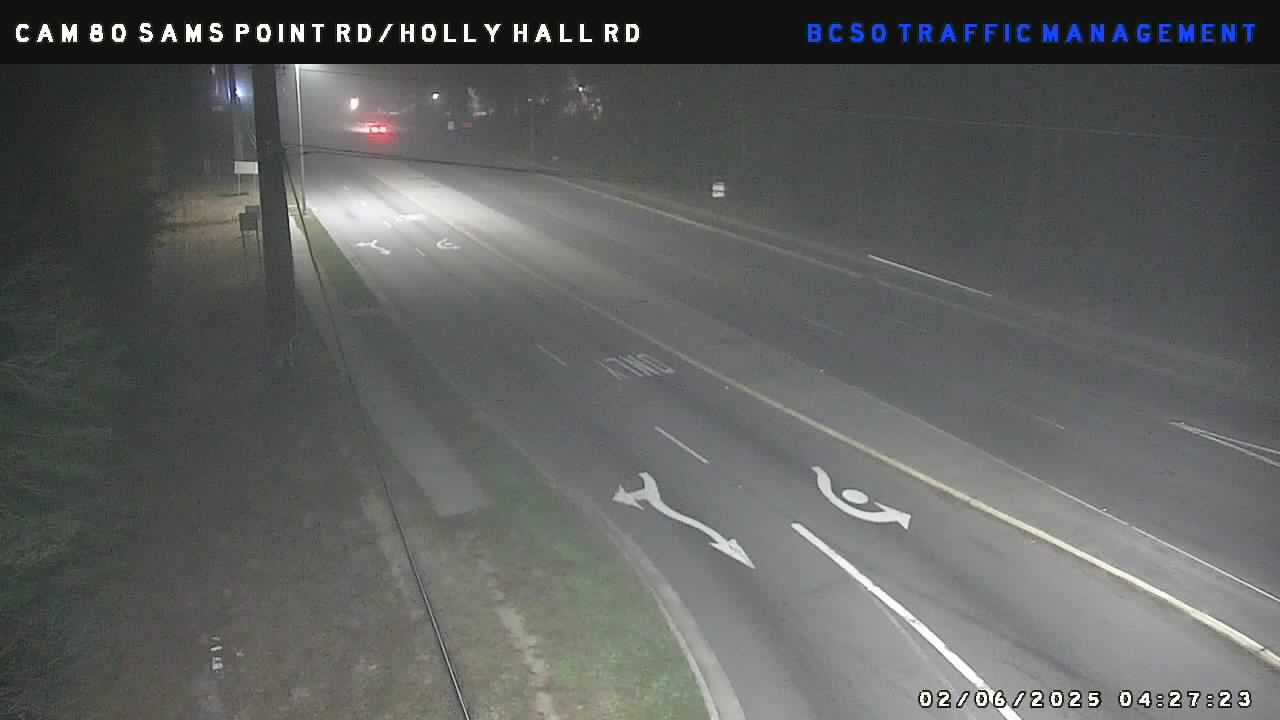 CAM 80 SAMS POINT RD/HOLLY HALL RD
BCSO TRAFFIC MANAGEMENT
ONLY
02/06/2025 04:27:23